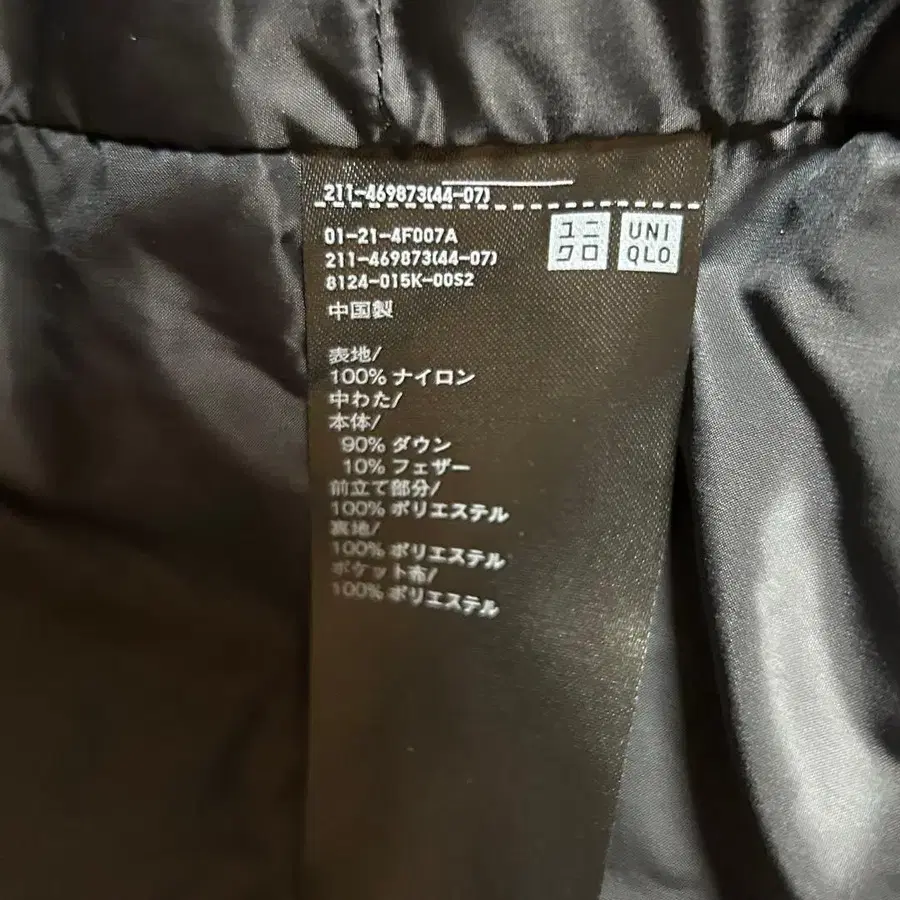 211-469873(44-07)
01-21-4F007A
211-469873(44-07)
8124-015K-00S2
ユニ
クロ
UNI
QLO
中国製
表地/
100% ナイロン
中わた/
本体/
90% ダウン
10% フェザー
前立て部分/
100% ポリエステル
裏地/
100% ポリエステル
ポケット布/
100% ポリエステル